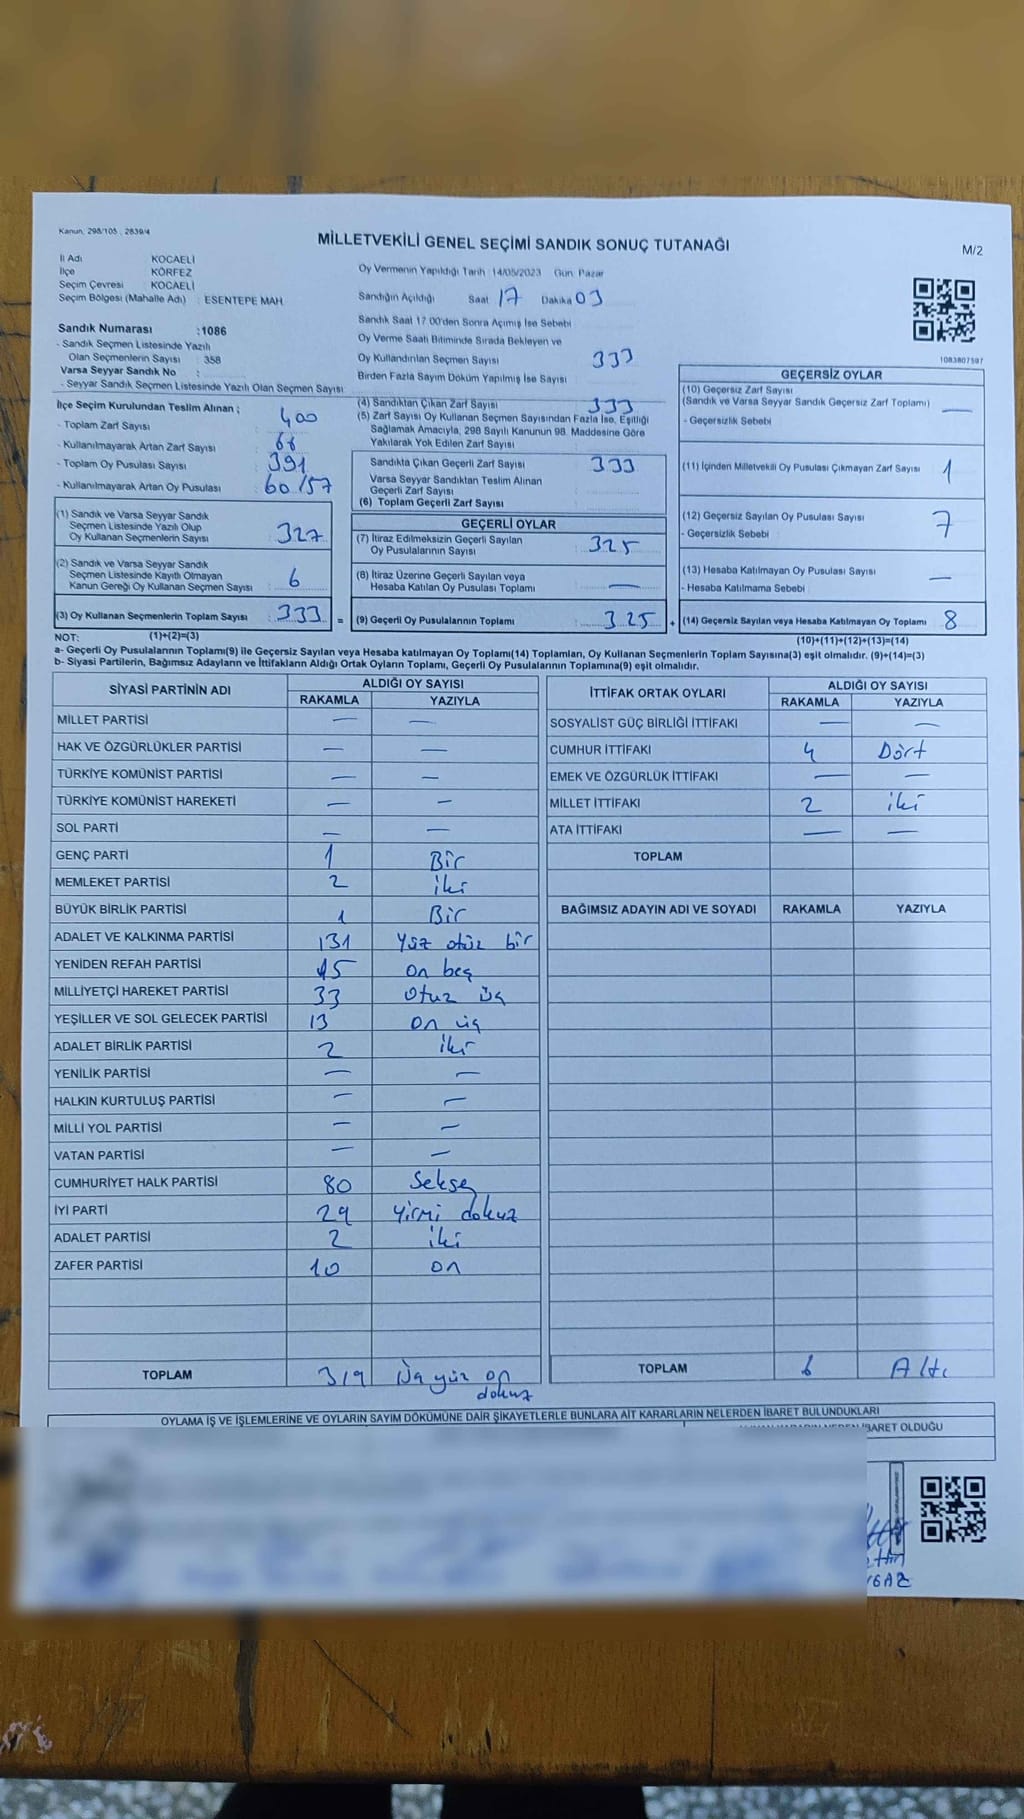 Kanun, 298/105 , 2839/4
MİLLETVEKİLİ GENEL SEÇİMİ SANDIK SONUÇ TUTANAĞI
M/2
İl Adı KOCAELİ
İlçe KÖRFEZ
Seçim Çevresi : KOCAELİ
Seçim Bölgesi (Mahalle Adı) : ESENTEPE MAH
Oy Vermenin Yapıldığı Tarih : 14/05/2023 Gün: Pazar
Sandığın Açıldığı Saat 17 Dakika 03
Sandık Saat 17 00'den Sonra Açılmış İse Sebebi
Oy Verme Saati Bitiminde Sırada Bekleyen ve
Oy Kullandırılan Seçmen Sayısı 333
Birden Fazla Sayım Döküm Yapılmış İse Sayısı
Sandık Numarası :1086
- Sandık Seçmen Listesinde Yazılı
Olan Seçmenlerin Sayısı : 358
Varsa Seyyar Sandık No :
- Seyyar Sandık Seçmen Listesinde Yazılı Olan Seçmen Sayısı:
1083807597
İlçe Seçim Kurulundan Teslim Alınan ;
- Toplam Zarf Sayısı : 400
- Kullanılmayarak Artan Zarf Sayısı : 66
- Toplam Oy Pusulası Sayısı : 391
- Kullanılmayarak Artan Oy Pusulası : 60/57
(1) Sandık ve Varsa Seyyar Sandık
Seçmen Listesinde Yazılı Olup
Oy Kullanan Seçmenlerin Sayısı : 327
(2) Sandık ve Varsa Seyyar Sandık
Seçmen Listesinde Kayıtlı Olmayan
Kanun Gereği Oy Kullanan Seçmen Sayısı : 6
(3) Oy Kullanan Seçmenlerin Toplam Sayısı : 333 =
(4) Sandıktan Çıkan Zarf Sayısı 333
(5) Zarf Sayısı Oy Kullanan Seçmen Sayısından Fazla İse, Eşitliği
Sağlamak Amacıyla, 298 Sayılı Kanunun 98. Maddesine Göre
Yakılarak Yok Edilen Zarf Sayısı
Sandıkta Çıkan Geçerli Zarf Sayısı : 333
Varsa Seyyar Sandıktan Teslim Alınan
Geçerli Zarf Sayısı
(6) Toplam Geçerli Zarf Sayısı
GEÇERLİ OYLAR
(7) İtiraz Edilmeksizin Geçerli Sayılan
Oy Pusulalarının Sayısı : 325
(8) İtiraz Üzerine Geçerli Sayılan veya
Hesaba Katılan Oy Pusulası Toplamı : —
(9) Geçerli Oy Pusulalarının Toplamı : 325 +
GEÇERSİZ OYLAR
(10) Geçersiz Zarf Sayısı
(Sandık ve Varsa Seyyar Sandık Geçersiz Zarf Toplamı) —
- Geçersizlik Sebebi
(11) İçinden Milletvekili Oy Pusulası Çıkmayan Zarf Sayısı : 1
(12) Geçersiz Sayılan Oy Pusulası Sayısı : 7
- Geçersizlik Sebebi
(13) Hesaba Katılmayan Oy Pusulası Sayısı : —
- Hesaba Katılmama Sebebi
(14) Geçersiz Sayılan veya Hesaba Katılmayan Oy Toplamı : 8
NOT: (1)+(2)=(3)
(10)+(11)+(12)+(13)=(14)
a- Geçerli Oy Pusulalarının Toplamı(9) ile Geçersiz Sayılan veya Hesaba katılmayan Oy Toplamı(14) Toplamları, Oy Kullanan Seçmenlerin Toplam Sayısına(3) eşit olmalıdır. (9)+(14)=(3)
b- Siyasi Partilerin, Bağımsız Adayların ve İttifakların Aldığı Ortak Oyların Toplamı, Geçerli Oy Pusulalarının Toplamına(9) eşit olmalıdır.
SİYASİ PARTİNİN ADI
ALDIĞI OY SAYISI
RAKAMLA YAZIYLA
MİLLET PARTİSİ — —
HAK VE ÖZGÜRLÜKLER PARTİSİ — —
TÜRKİYE KOMÜNİST PARTİSİ — —
TÜRKİYE KOMÜNİST HAREKETİ — —
SOL PARTİ — —
GENÇ PARTİ 1 Bir
MEMLEKET PARTİSİ 2 iki
BÜYÜK BİRLİK PARTİSİ 1 Bir
ADALET VE KALKINMA PARTİSİ 131 Yüz otüz bir
YENİDEN REFAH PARTİSİ 15 on beş
MİLLİYETÇİ HAREKET PARTİSİ 33 otuz üç
YEŞİLLER VE SOL GELECEK PARTİSİ 13 on üç
ADALET BİRLİK PARTİSİ 2 iki
YENİLİK PARTİSİ — —
HALKIN KURTULUŞ PARTİSİ — —
MİLLİ YOL PARTİSİ — —
VATAN PARTİSİ — —
CUMHURİYET HALK PARTİSİ 80 Seksen
İYİ PARTİ 29 Yirmi dokuz
ADALET PARTİSİ 2 iki
ZAFER PARTİSİ 10 on
TOPLAM 319 Üç yüz on
dokuz
İTTİFAK ORTAK OYLARI
ALDIĞI OY SAYISI
RAKAMLA YAZIYLA
SOSYALİST GÜÇ BİRLİĞİ İTTİFAKI — —
CUMHUR İTTİFAKI 4 Dört
EMEK VE ÖZGÜRLÜK İTTİFAKI — —
MİLLET İTTİFAKI 2 iki
ATA İTTİFAKI — —
TOPLAM
BAĞIMSIZ ADAYIN ADI VE SOYADI RAKAMLA YAZIYLA
TOPLAM 6 Altı
OYLAMA İŞ VE İŞLEMLERİNE VE OYLARIN SAYIM DÖKÜMÜNE DAİR ŞİKAYETLERLE BUNLARA AİT KARARLARIN NELERDEN İBARET BULUNDUKLARI
İBARET OLDUĞU